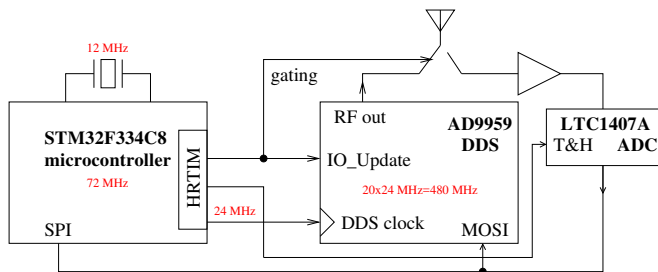 12 MHz
gating
STM32F334C8
microcontroller
72 MHz
SPI
HRTIM
24 MHz
RF out
AD9959
DDS
IO_Update
20x24 MHz=480 MHz
DDS clock
MOSI
LTC1407A
T&H ADC